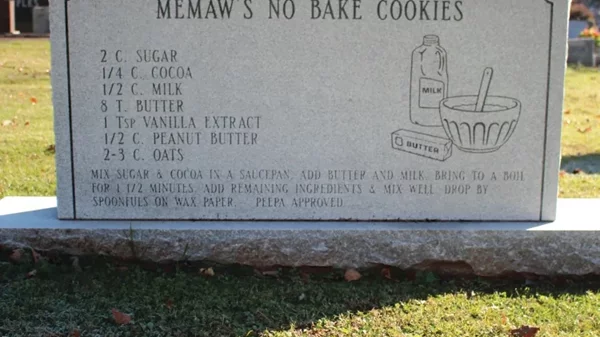 MEMAW'S NO BAKE COOKIES
2 C. SUGAR
1/4 C. COCOA
1/2 C. MILK
8 T. BUTTER
1 TSP VANILLA EXTRACT
1/2 C. PEANUT BUTTER
2-3 C. OATS
MILK
BUTTER
MIX SUGAR & COCOA IN A SAUCEPAN. ADD BUTTER AND MILK. BRING TO A BOIL
FOR 1 1/2 MINUTES. ADD REMAINING INGREDIENTS & MIX WELL. DROP BY
SPOONFULS ON WAX PAPER. PEEPA APPROVED.